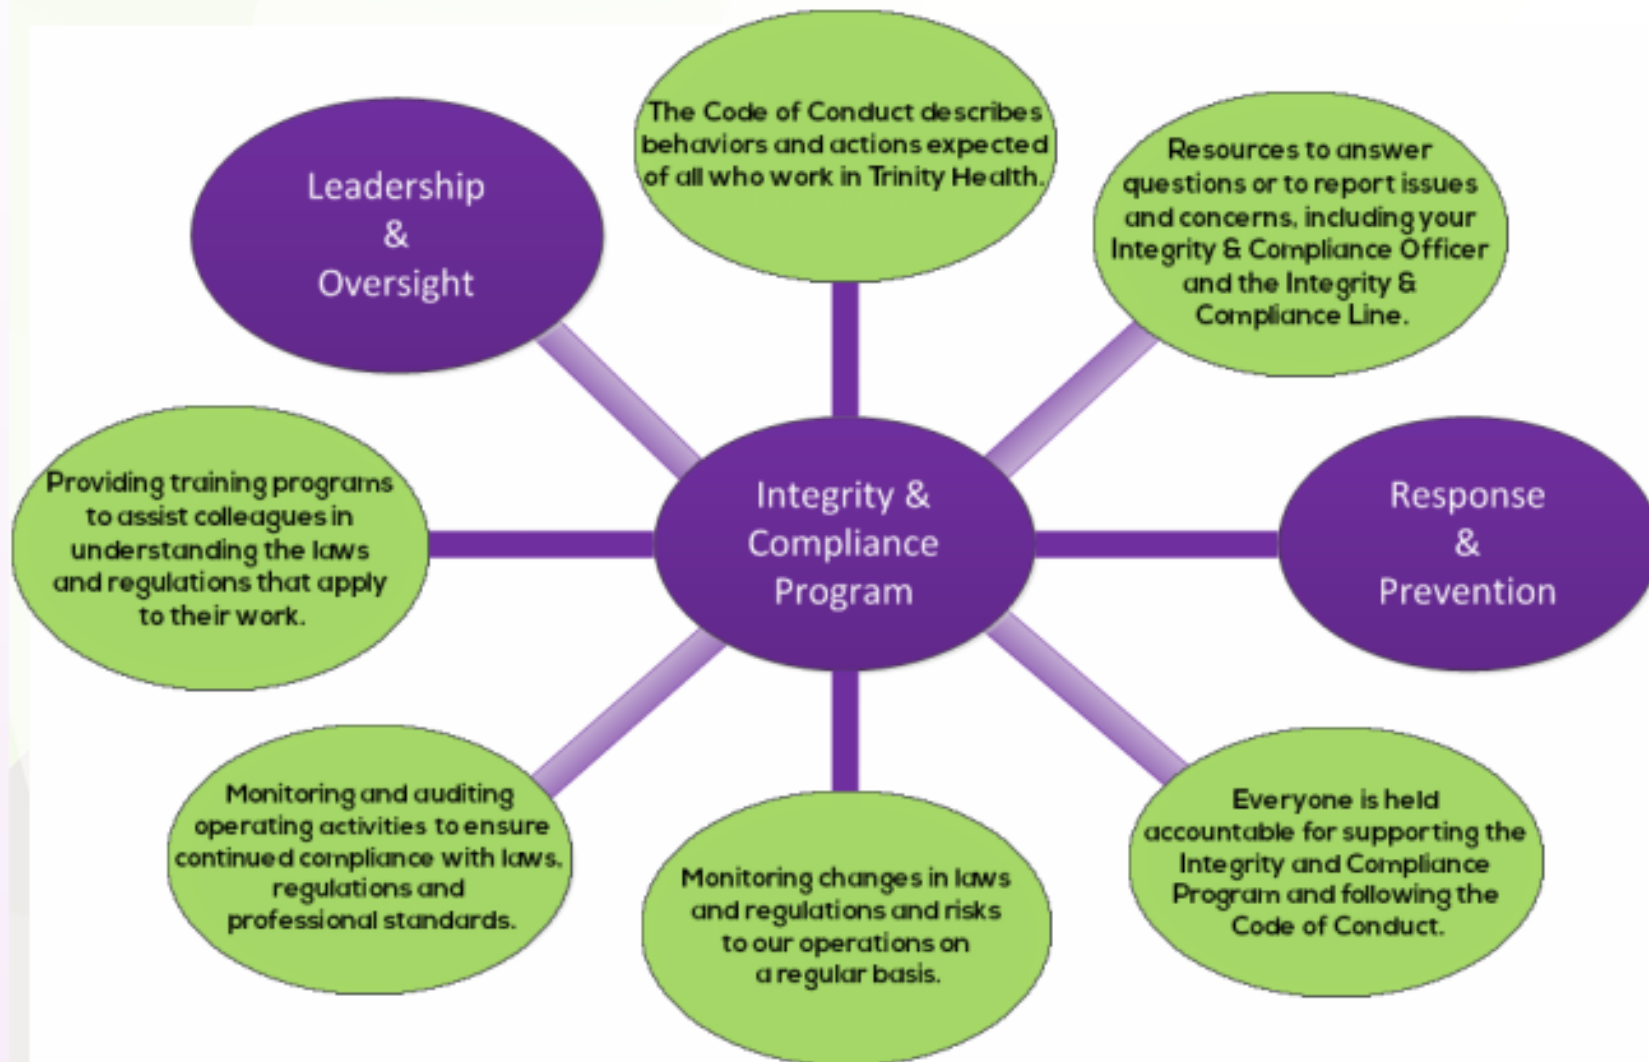 The Code of Conduct describes
behaviors and actions expected
of all who work in Trinity Health.
Leadership
&
Oversight
Resources to answer
questions or to report issues
and concerns, including your
Integrity & Compliance Officer
and the Integrity &
Compliance Line.
Providing training programs
to assist colleagues in
understanding the laws
and regulations that apply
to their work.
Integrity &
Compliance
Program
Response
&
Prevention
Monitoring and auditing
operating activities to ensure
continued compliance with laws,
regulations and
professional standards.
Monitoring changes in laws
and regulations and risks
to our operations on
a regular basis.
Everyone is held
accountable for supporting the
Integrity and Compliance
Program and following the
Code of Conduct.